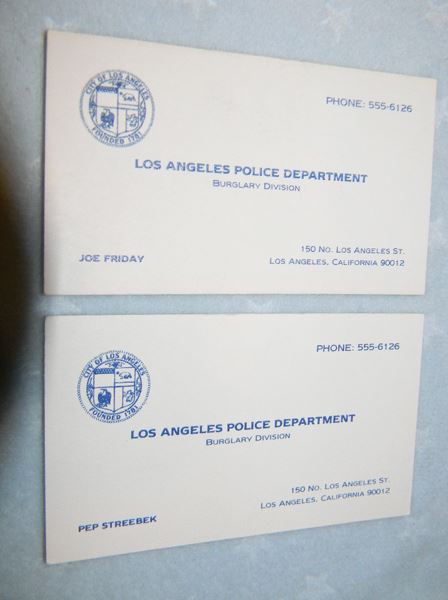 CITY OF LOS ANGELES
FOUNDED 1781
PHONE: 555-6126
LOS ANGELES POLICE DEPARTMENT
BURGLARY DIVISION
150 NO. LOS ANGELES ST.
JOE FRIDAY
LOS ANGELES, CALIFORNIA 90012
CITY OF LOS ANGELES
FOUNDED 1781
PHONE: 555-6126
LOS ANGELES POLICE DEPARTMENT
BURGLARY DIVISION
150 NO. LOS ANGELES ST.
LOS ANGELES, CALIFORNIA 90012
PEP STREEBEK